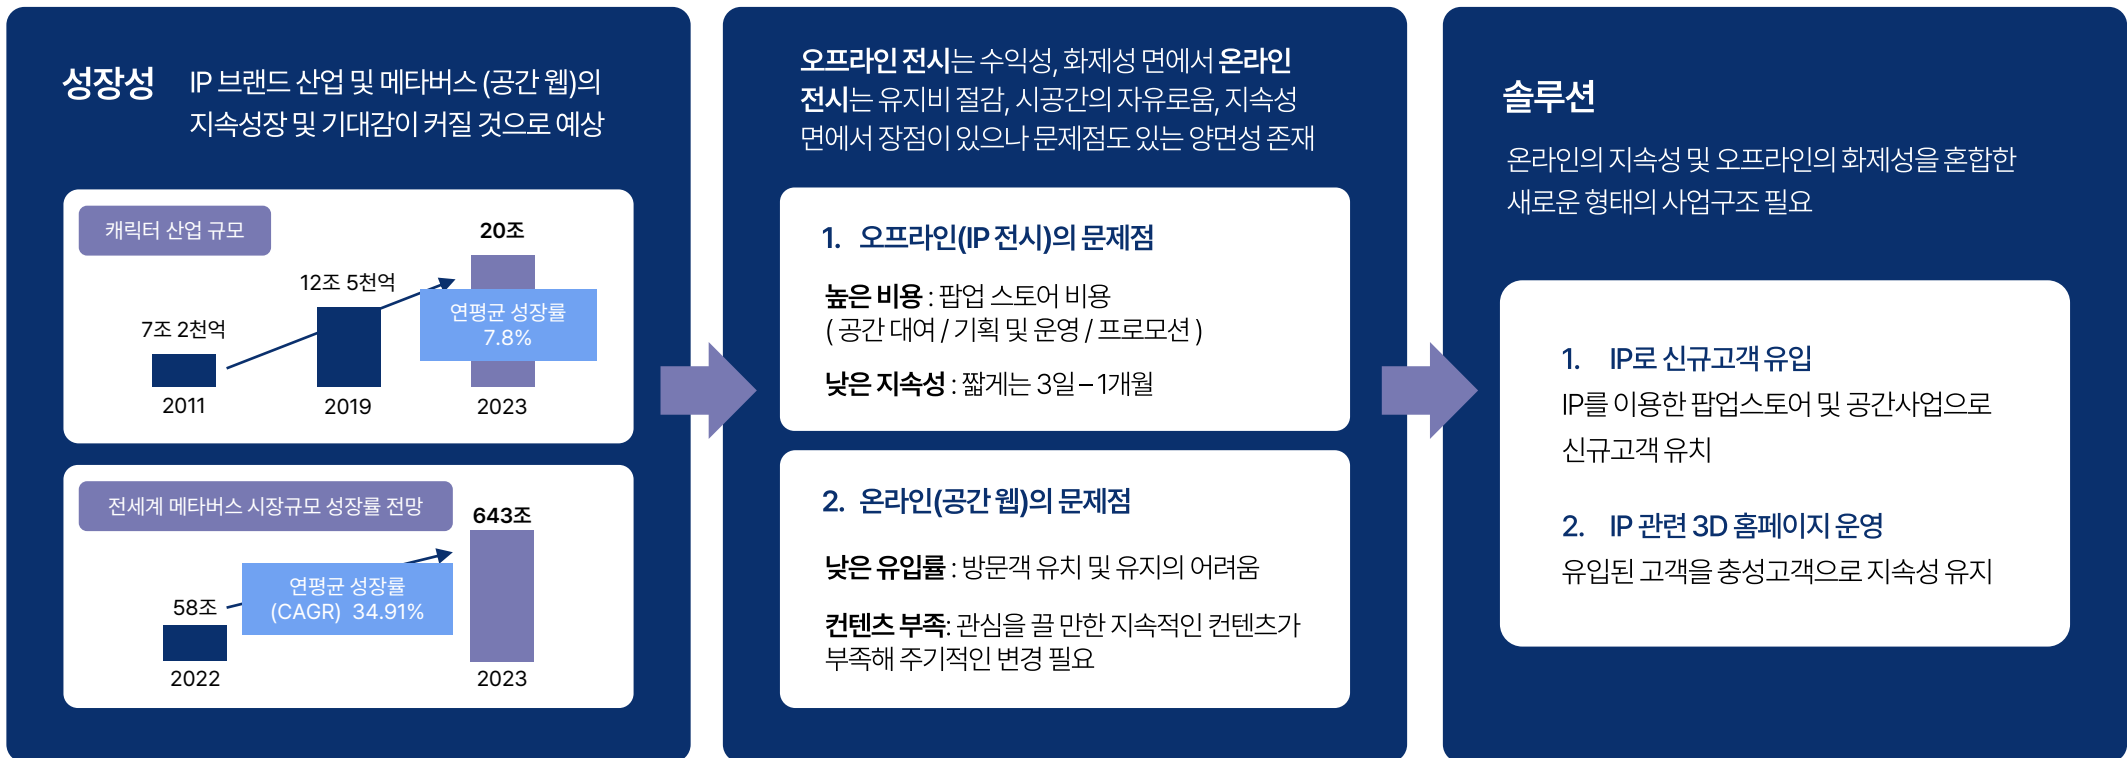 성장성
IP 브랜드 산업 및 메타버스 (공간 웹)의
지속성장 및 기대감이 커질 것으로 예상
캐릭터 산업 규모
20조
12조 5천억
7조 2천억
연평균 성장률
7.8%
2011
2019
2023
전세계 메타버스 시장규모 성장률 전망
643조
58조
연평균 성장률
(CAGR) 34.91%
2022
2023
오프라인 전시는 수익성, 화제성 면에서 온라인
전시는 유지비 절감, 시공간의 자유로움, 지속성
면에서 장점이 있으나 문제점도 있는 양면성 존재
1. 오프라인(IP 전시)의 문제점
높은 비용 : 팝업 스토어 비용
( 공간 대여 / 기획 및 운영 / 프로모션 )
낮은 지속성 : 짧게는 3일 – 1개월
2. 온라인(공간 웹)의 문제점
낮은 유입률 : 방문객 유치 및 유지의 어려움
컨텐츠 부족: 관심을 끌 만한 지속적인 컨텐츠가
부족해 주기적인 변경 필요
솔루션
온라인의 지속성 및 오프라인의 화제성을 혼합한
새로운 형태의 사업구조 필요
1. IP로 신규고객 유입
IP를 이용한 팝업스토어 및 공간사업으로
신규고객 유치
2. IP 관련 3D 홈페이지 운영
유입된 고객을 충성고객으로 지속성 유지